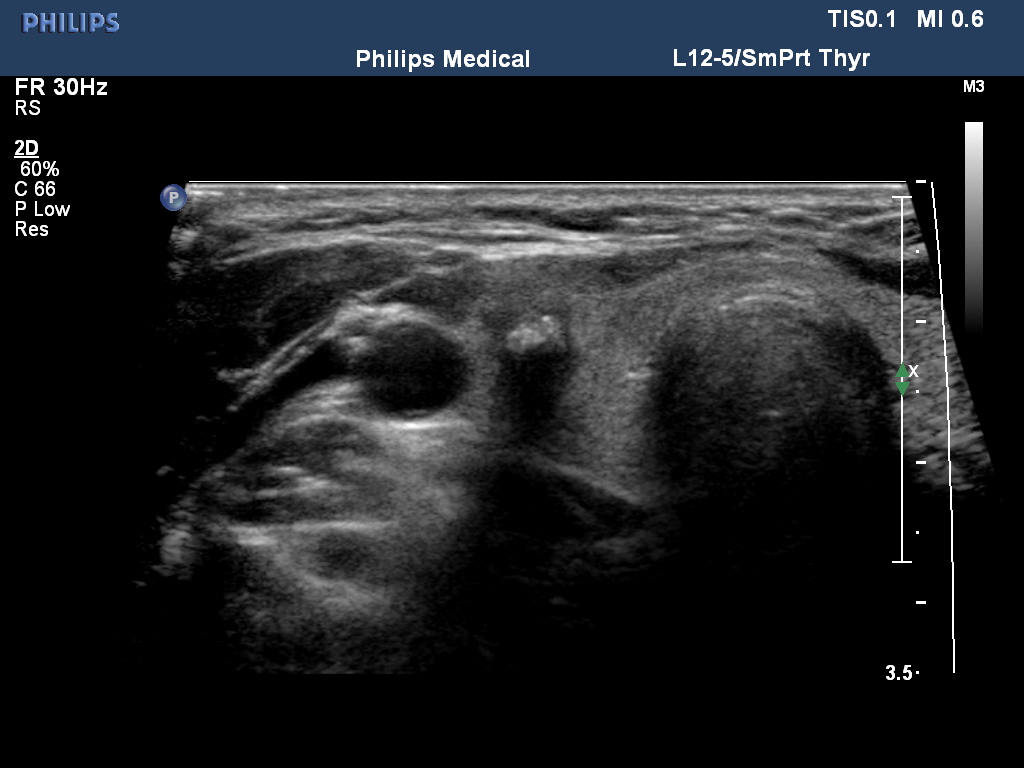 PHILIPS
TIS0.1 MI 0.6
Philips Medical
L12-5/SmPrt Thyr
FR 30Hz
RS
M3
2D
60%
C 66
P Low
Res
P
X
3.5